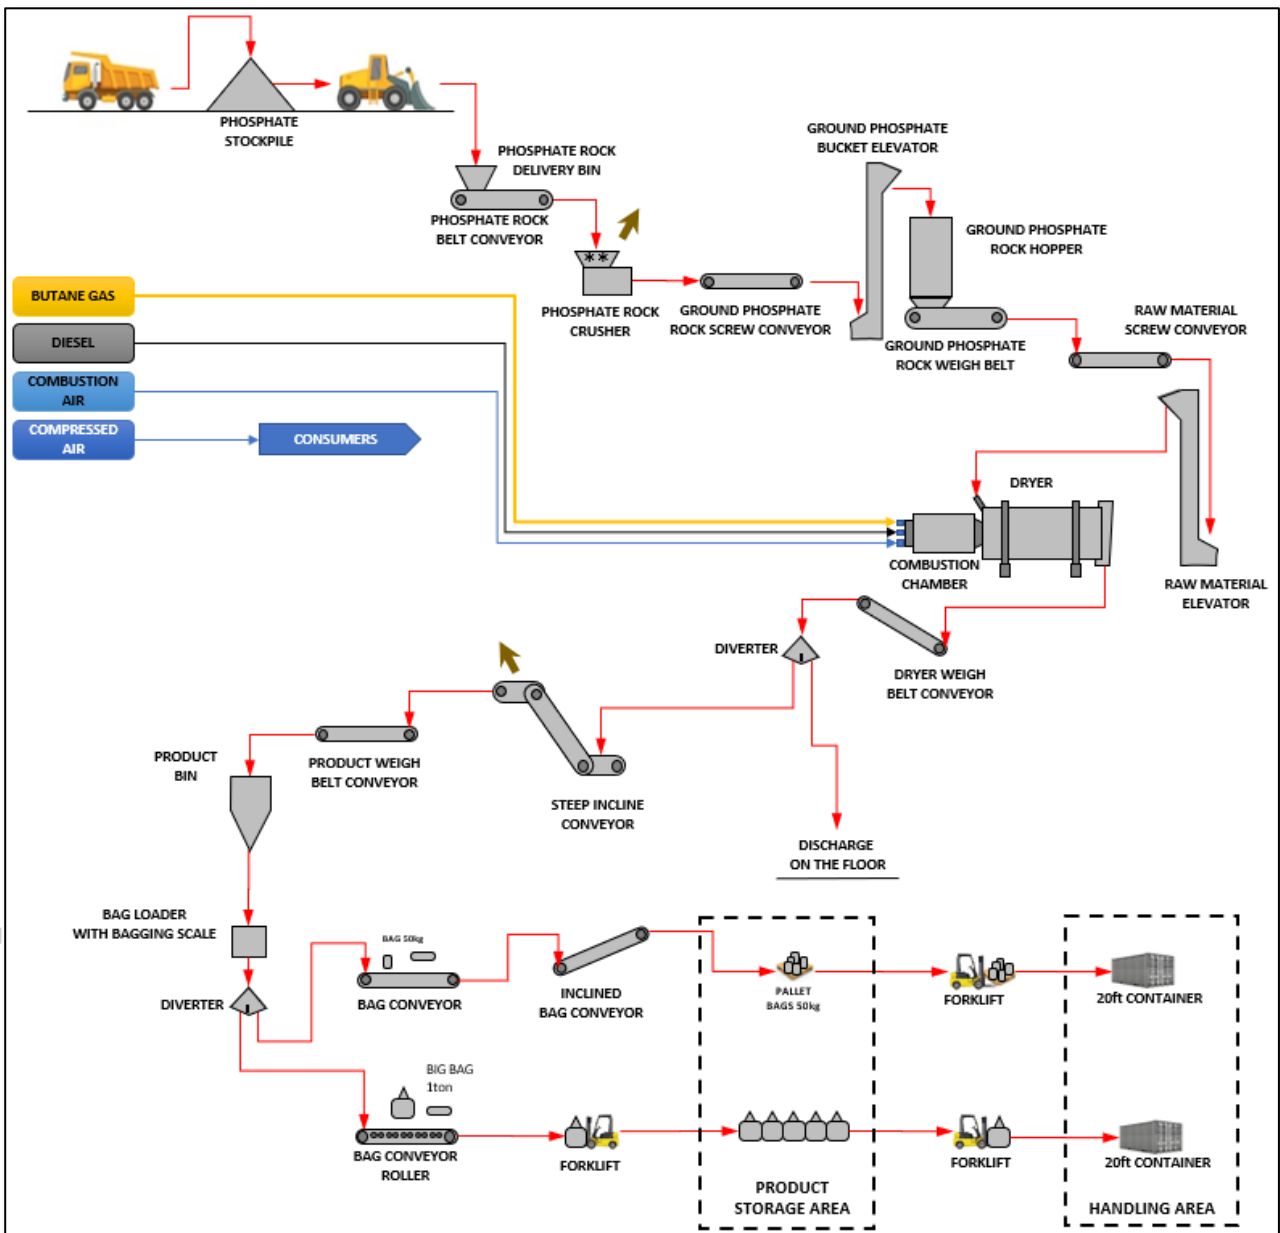 PHOSPHATE
STOCKPILE
PHOSPHATE ROCK
DELIVERY BIN
PHOSPHATE ROCK
BELT CONVEYOR
GROUND PHOSPHATE
BUCKET ELEVATOR
GROUND PHOSPHATE
ROCK HOPPER
PHOSPHATE ROCK
CRUSHER
GROUND PHOSPHATE
ROCK SCREW CONVEYOR
GROUND PHOSPHATE
ROCK WEIGH BELT
RAW MATERIAL
SCREW CONVEYOR
BUTANE GAS
DIESEL
COMBUSTION
AIR
COMPRESSED
AIR
CONSUMERS
DRYER
COMBUSTION
CHAMBER
RAW MATERIAL
ELEVATOR
DIVERTER
DRYER WEIGH
BELT CONVEYOR
PRODUCT
BIN
PRODUCT WEIGH
BELT CONVEYOR
STEEP INCLINE
CONVEYOR
DISCHARGE
ON THE FLOOR
BAG LOADER
WITH BAGGING SCALE
BAG 50kg
DIVERTER
BAG CONVEYOR
INCLINED
BAG CONVEYOR
PALLET
BAGS 50kg
FORKLIFT
20ft CONTAINER
BIG BAG
1ton
BAG CONVEYOR
ROLLER
FORKLIFT
FORKLIFT
20ft CONTAINER
PRODUCT
STORAGE AREA
HANDLING AREA